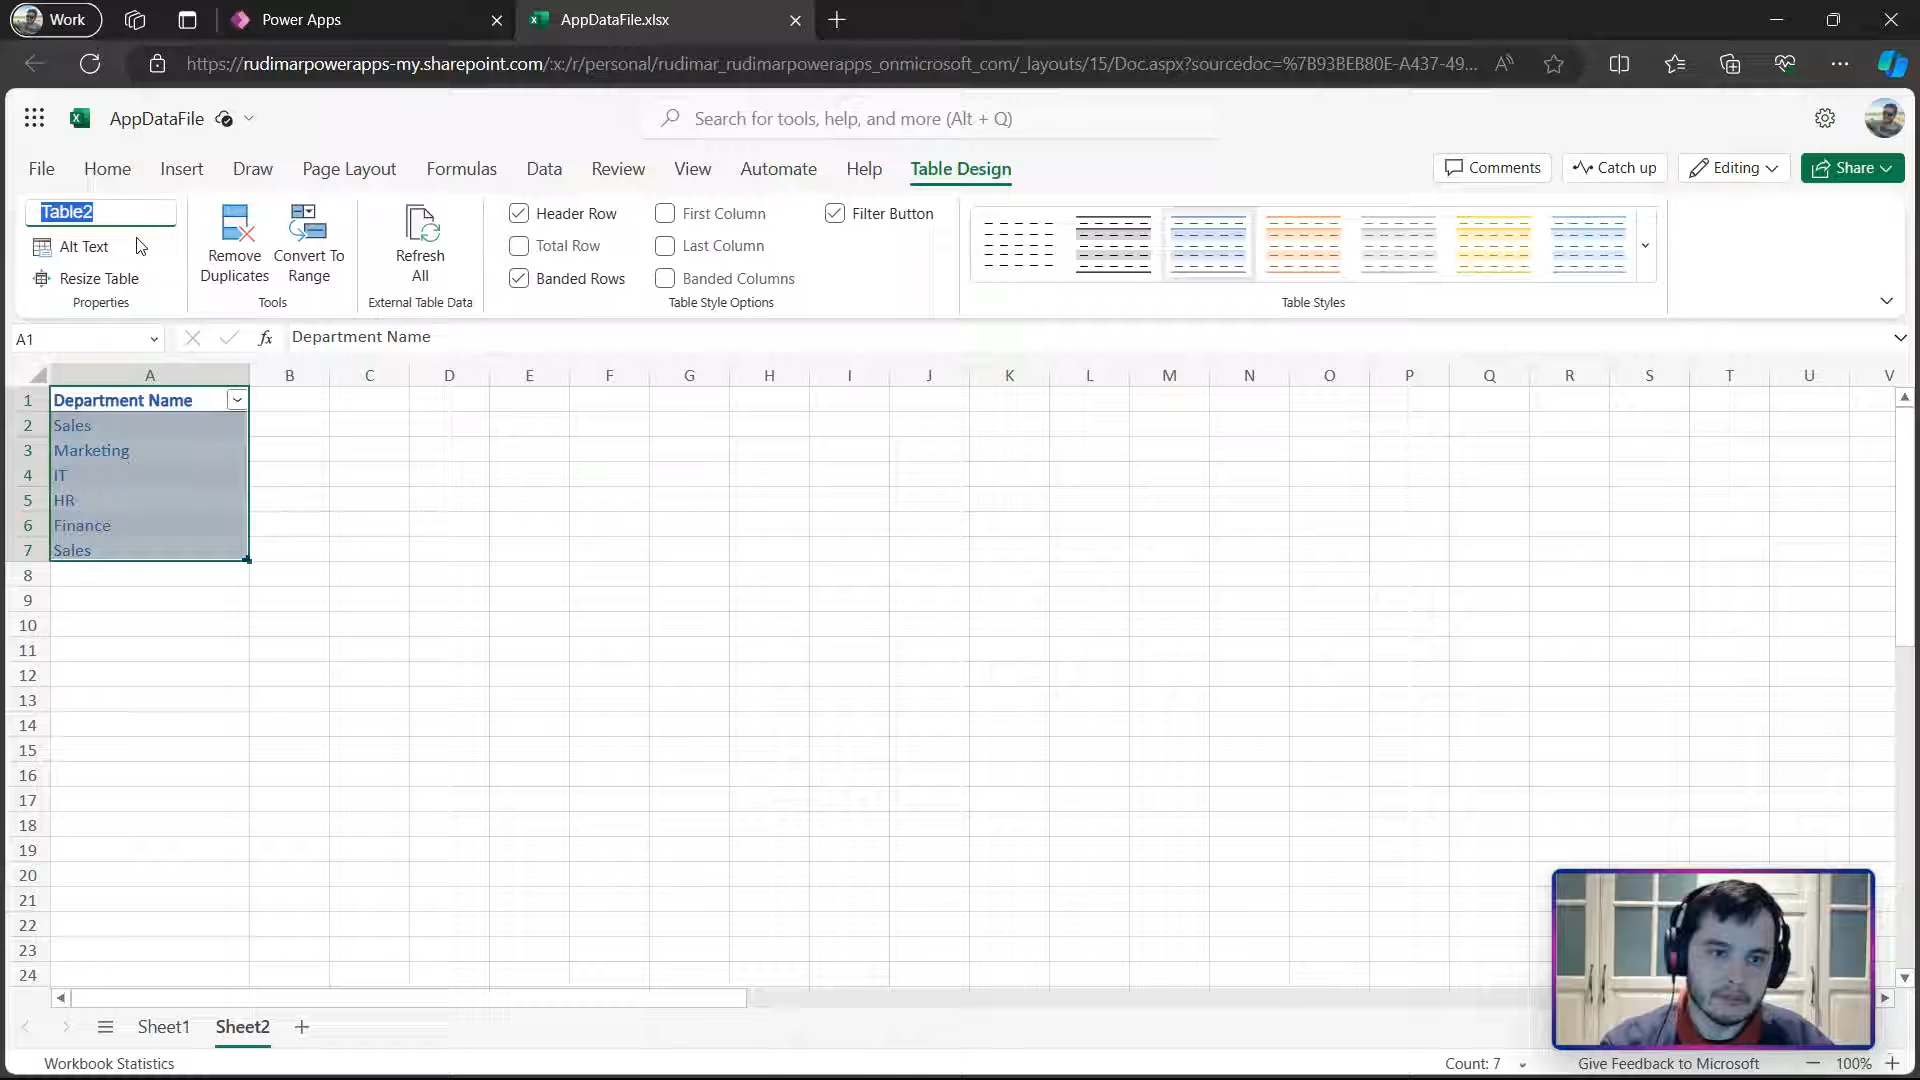 Work
Power Apps
AppDataFile.xlsx
https://rudimarpowerapps-my.sharepoint.com/:x:/r/personal/rudimar_rudimarpowerapps_onmicrosoft_com/_layouts/15/Doc.aspx?sourcedoc=%7B93BEB80E-A437-49...
AppDataFile
Search for tools, help, and more (Alt + Q)
File Home Insert Draw Page Layout Formulas Data Review View Automate Help Table Design
Comments Catch up Editing Share
Table2
Alt Text
Resize Table
Properties
Remove Duplicates
Convert To Range
Tools
Refresh All
External Table Data
Header Row First Column Filter Button
Total Row Last Column
Banded Rows Banded Columns
Table Style Options
Table Styles
A1 fx Department Name
A B C D E F G H I J K L M N O P Q R S T U V
1 Department Name
2 Sales
3 Marketing
4 IT
5 HR
6 Finance
7 Sales
8
9
10
11
12
13
14
15
16
17
18
19
20
21
22
23
24
Sheet1 Sheet2
Workbook Statistics
Count: 7
Give Feedback to Microsoft
100%